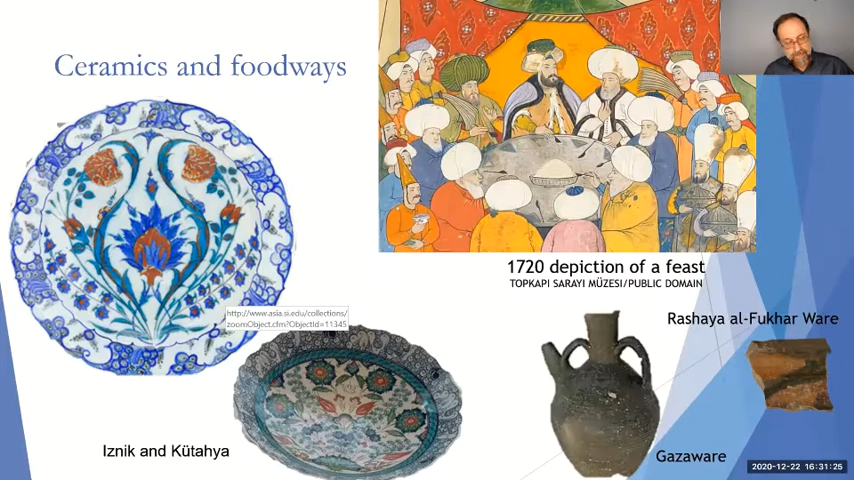 Ceramics and foodways
1720 depiction of a feast
TOPKAPI SARAYI MÜZESI/PUBLIC DOMAIN
http://www.asia.si.edu/collections/
zoomObject.cfm?ObjectId=11345
Rashaya al-Fukhar Ware
Iznik and Kütahya
Gazaware
2020-12-22 16:31:25